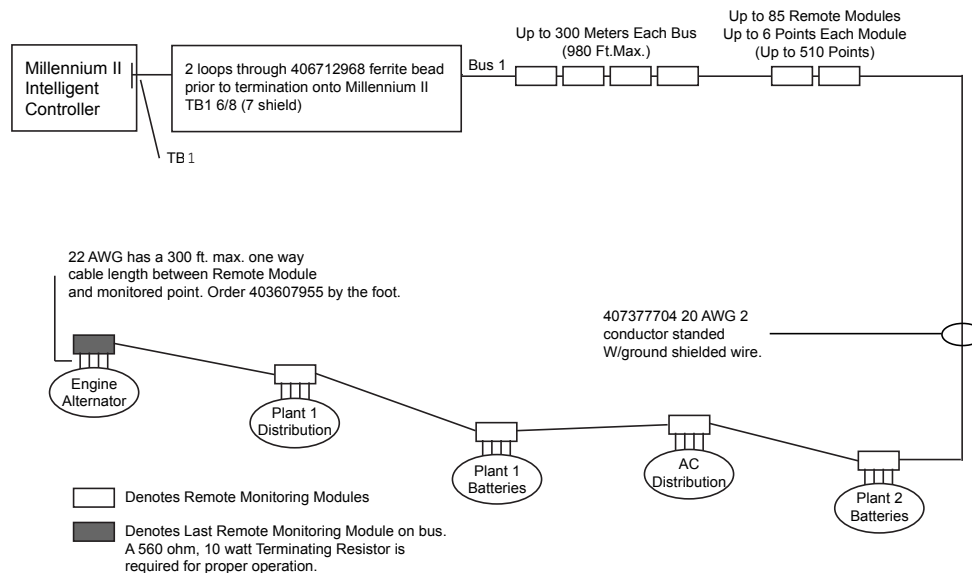 Millennium II
Intelligent
Controller
2 loops through 406712968 ferrite bead
prior to termination onto Millennium II
TB1 6/8 (7 shield)
TB1
Bus 1
Up to 300 Meters Each Bus
(980 Ft.Max.)
Up to 85 Remote Modules
Up to 6 Points Each Module
(Up to 510 Points)
22 AWG has a 300 ft. max. one way
cable length between Remote Module
and monitored point. Order 403607955 by the foot.
407377704 20 AWG 2
conductor standed
W/ground shielded wire.
Engine
Alternator
Plant 1
Distribution
Plant 1
Batteries
AC
Distribution
Plant 2
Batteries
Denotes Remote Monitoring Modules
Denotes Last Remote Monitoring Module on bus.
A 560 ohm, 10 watt Terminating Resistor is
required for proper operation.